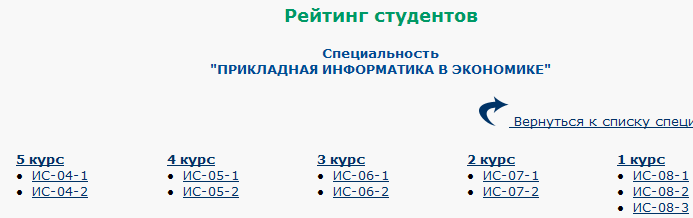 Рейтинг студентов
Специальность
"ПРИКЛАДНАЯ ИНФОРМАТИКА В ЭКОНОМИКЕ"
Вернуться к списку специ
5 курс 4 курс 3 курс 2 курс 1 курс
ИС-04-1 ИС-05-1 ИС-06-1 ИС-07-1 ИС-08-1
ИС-04-2 ИС-05-2 ИС-06-2 ИС-07-2 ИС-08-2
ИС-08-3